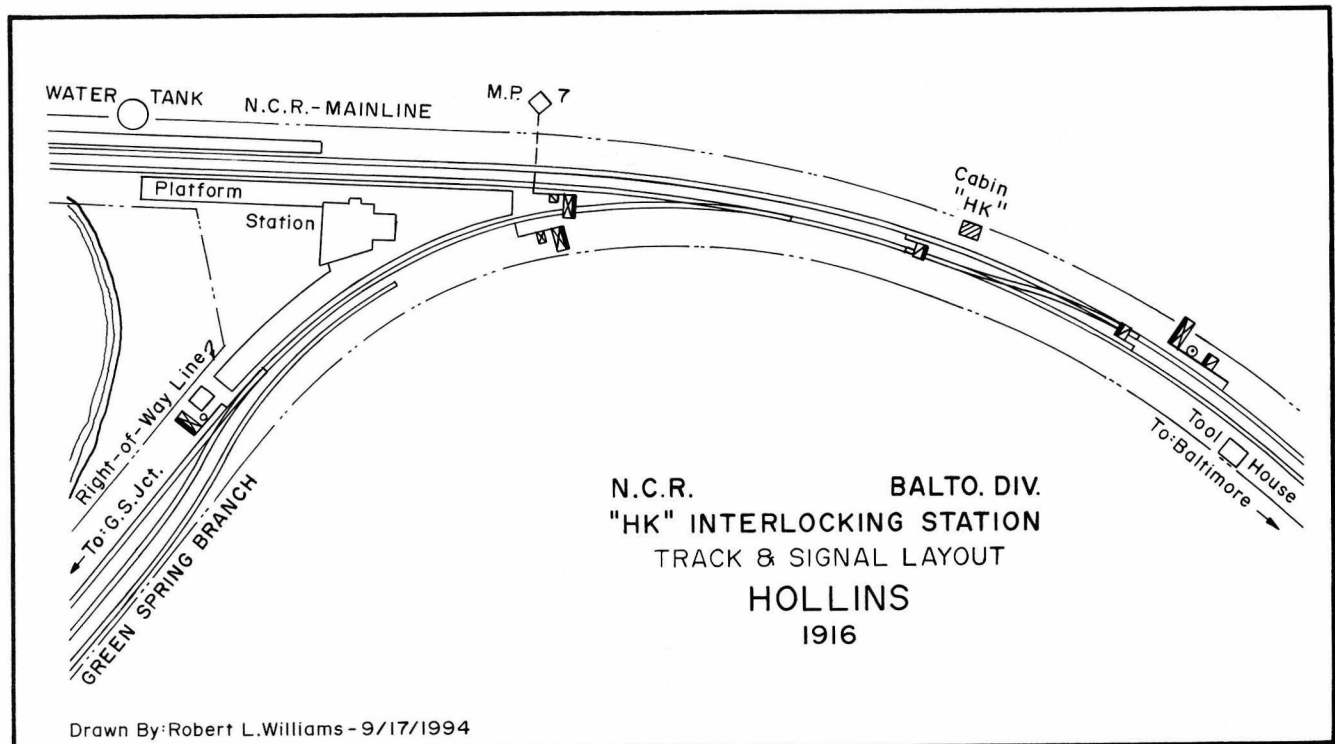 WATER TANK
N.C.R.-MAINLINE
M.P. 7
Cabin
"HK"
Platform
Station
Right-of-Way Line?
To: G.S. Jct.
GREEN SPRING BRANCH
Tool House
To: Baltimore
N.C.R. BALTO. DIV.
"HK" INTERLOCKING STATION
TRACK & SIGNAL LAYOUT
HOLLINS
1916
Drawn By: Robert L. Williams - 9/17/1994